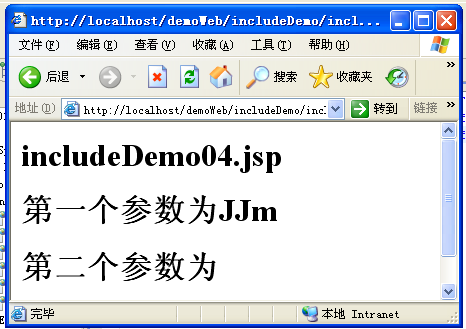 http://localhost/demoWeb/includeDemo/incl...
文件(F) 编辑(E) 查看(V) 收藏(A) 工具(T) 帮助(H)
后退 搜索 收藏夹
地址(D) http://localhost/demoWeb/includeDemo/inc 转到 链接
includeDemo04.jsp
第一个参数为JJm
第二个参数为
完毕 本地 Intranet